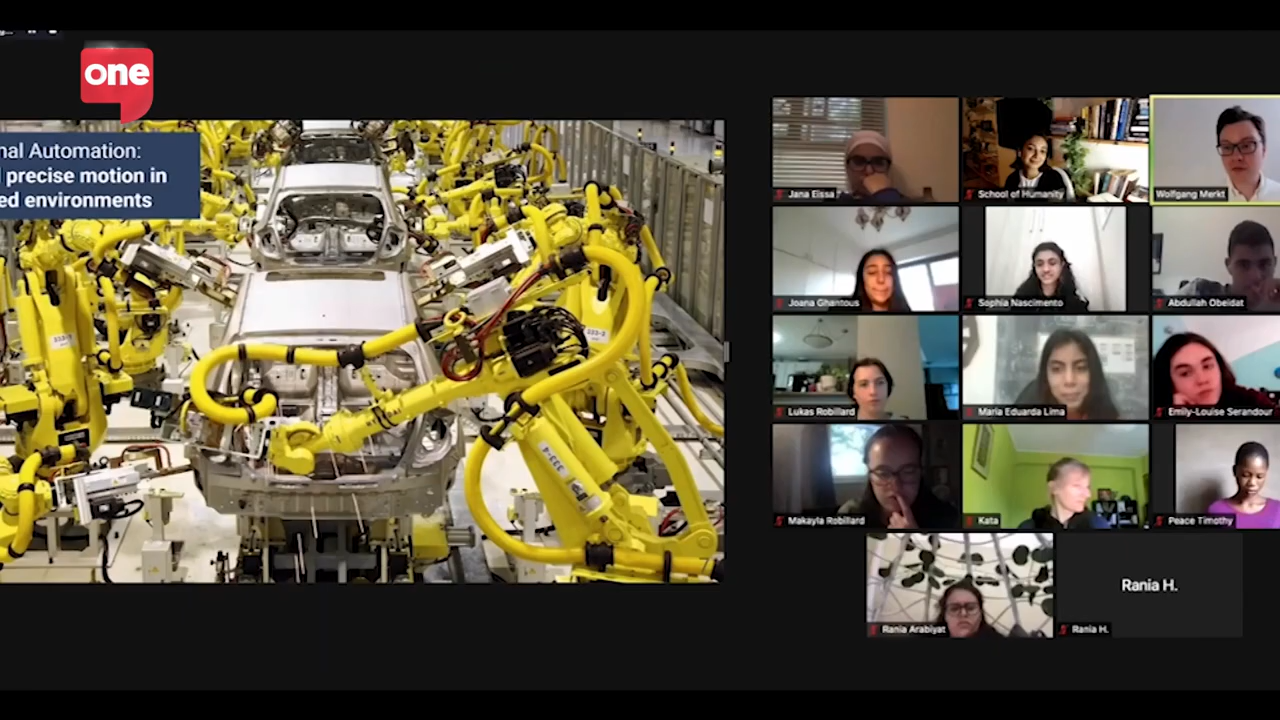 one
nal Automation:
precise motion in
ed environments
Jana Eissa
School of Humanity
Wolfgang Merkt
Joana Ghantous
Sophia Nascimento
Abdullah Obeidat
Lukas Robillard
Maria Eduarda Lima
Emily-Louise Serandour
Makayla Robillard
Kata
Peace Timothy
Rania Arabiyat
Rania H.
Rania H.